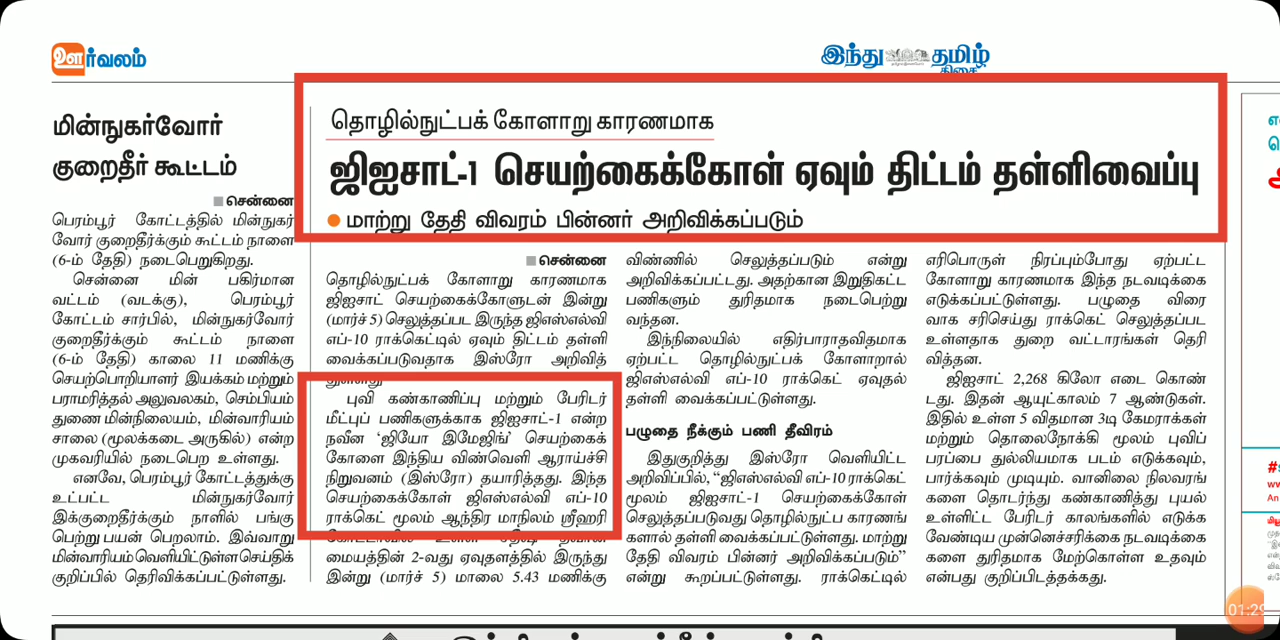 ஊர்வலம்
இந்து தமிழ்
திசை
மின்நுகர்வோர்
குறைதீர் கூட்டம்
சென்னை
பெரம்பூர் கோட்டத்தில் மின்நுகர்
வோர் குறைதீர்க்கும் கூட்டம் நாளை
(6-ம் தேதி) நடைபெறுகிறது.
சென்னை மின் பகிர்மான
வட்டம் (வடக்கு), பெரம்பூர்
கோட்டம் சார்பில், மின்நுகர்வோர்
குறைதீர்க்கும் கூட்டம் நாளை
(6-ம் தேதி) காலை 11 மணிக்கு
செயற்பொறியாளர் இயக்கம் மற்றும்
பராமரித்தல் அலுவலகம், செம்பியம்
துணை மின்நிலையம், மின்வாரியம்
சாலை (மூலக்கடை அருகில்) என்ற
முகவரியில் நடைபெற உள்ளது.
எனவே, பெரம்பூர் கோட்டத்துக்கு
உட்பட்ட மின்நுகர்வோர்
இக்குறைதீர்க்கும் நாளில் பங்கு
பெற்று பயன் பெறலாம். இவ்வாறு
மின்வாரியம் வெளியிட்டுள்ள செய்திக்
குறிப்பில் தெரிவிக்கப்பட்டுள்ளது.
தொழில்நுட்பக் கோளாறு காரணமாக
ஜிஐசாட்-1 செயற்கைக்கோள் ஏவும் திட்டம் தள்ளிவைப்பு
மாற்று தேதி விவரம் பின்னர் அறிவிக்கப்படும்
சென்னை
தொழில்நுட்பக் கோளாறு காரணமாக
ஜிஐசாட் செயற்கைக்கோளுடன் இன்று
(மார்ச் 5) செலுத்தப்பட இருந்த ஜிஎஸ்எல்வி
எப்-10 ராக்கெட்டில் ஏவும் திட்டம் தள்ளி
வைக்கப்படுவதாக இஸ்ரோ அறிவித்
துள்ளது
புவி கண்காணிப்பு மற்றும் பேரிடர்
மீட்புப் பணிகளுக்காக ஜிஐசாட்-1 என்ற
நவீன 'ஜியோ இமேஜிங்' செயற்கைக்
கோளை இந்திய விண்வெளி ஆராய்ச்சி
நிறுவனம் (இஸ்ரோ) தயாரித்தது. இந்த
செயற்கைக்கோள் ஜிஎஸ்எல்வி எப்-10
ராக்கெட் மூலம் ஆந்திர மாநிலம் ஸ்ரீஹரி
மையத்தின் 2-வது ஏவுதளத்தில் இருந்து
இன்று (மார்ச் 5) மாலை 5.43 மணிக்கு
விண்ணில் செலுத்தப்படும் என்று
அறிவிக்கப்பட்டது. அதற்கான இறுதிகட்ட
பணிகளும் துரிதமாக நடைபெற்று
வந்தன.
இந்நிலையில் எதிர்பாராதவிதமாக
ஏற்பட்ட தொழில்நுட்பக் கோளாறால்
ஜிஎஸ்எல்வி எப்-10 ராக்கெட் ஏவுதல்
தள்ளி வைக்கப்பட்டுள்ளது.
பழுதை நீக்கும் பணி தீவிரம்
இதுகுறித்து இஸ்ரோ வெளியிட்ட
அறிவிப்பில், "ஜிஎஸ்எல்வி எப்-10 ராக்கெட்
மூலம் ஜிஐசாட்-1 செயற்கைக்கோள்
செலுத்தப்படுவது தொழில்நுட்ப காரணங்
களால் தள்ளி வைக்கப்பட்டுள்ளது. மாற்று
தேதி விவரம் பின்னர் அறிவிக்கப்படும்"
என்று கூறப்பட்டுள்ளது. ராக்கெட்டில்
எரிபொருள் நிரப்பும்போது ஏற்பட்ட
கோளாறு காரணமாக இந்த நடவடிக்கை
எடுக்கப்பட்டுள்ளது. பழுதை விரை
வாக சரிசெய்து ராக்கெட் செலுத்தப்பட
உள்ளதாக துறை வட்டாரங்கள் தெரி
வித்தன.
ஜிஐசாட் 2,268 கிலோ எடை கொண்
டது. இதன் ஆயுட்காலம் 7 ஆண்டுகள்.
இதில் உள்ள 5 விதமான 3டி கேமராக்கள்
மற்றும் தொலைநோக்கி மூலம் புவிப்
பரப்பை துல்லியமாக படம் எடுக்கவும்,
பார்க்கவும் முடியும். வானிலை நிலவரங்
களை தொடர்ந்து கண்காணித்து புயல்
உள்ளிட்ட பேரிடர் காலங்களில் எடுக்க
வேண்டிய முன்னெச்சரிக்கை நடவடிக்கை
களை துரிதமாக மேற்கொள்ள உதவும்
என்பது குறிப்பிடத்தக்கது.
01:29